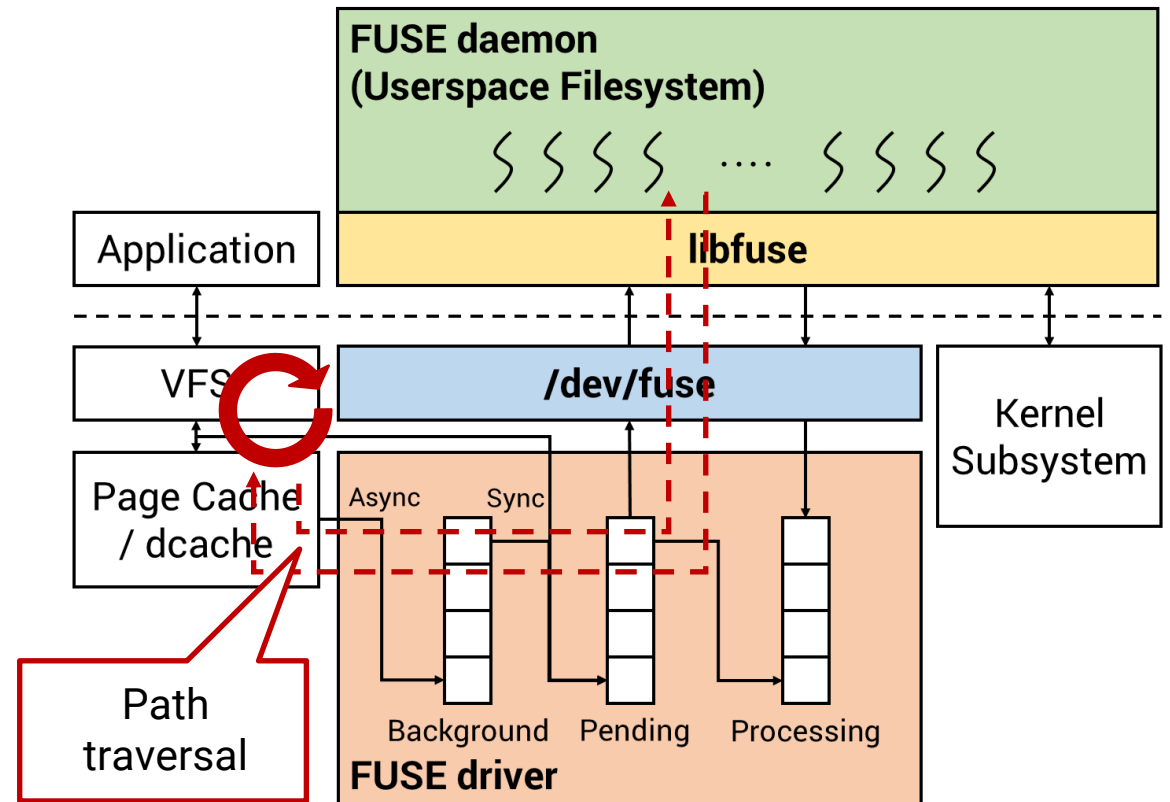 FUSE daemon
(Userspace Filesystem)
....
Application
libfuse
VFS
/dev/fuse
Kernel
Subsystem
Page Cache
/ dcache
Async
Sync
Path
traversal
Background
Pending
Processing
FUSE driver